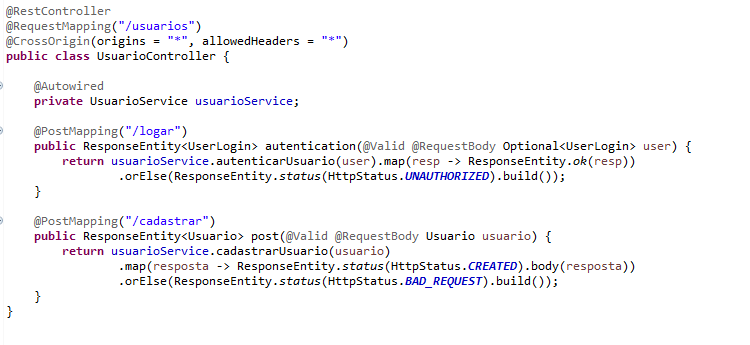 @RestController
@RequestMapping("/usuarios")
@CrossOrigin(origins = "*", allowedHeaders = "*")
public class UsuarioController {
@Autowired
private UsuarioService usuarioService;
@PostMapping("/logar")
public ResponseEntity<UserLogin> autentication(@Valid @RequestBody Optional<UserLogin> user) {
return usuarioService.autenticarUsuario(user).map(resp -> ResponseEntity.ok(resp))
.orElse(ResponseEntity.status(HttpStatus.UNAUTHORIZED).build());
}
@PostMapping("/cadastrar")
public ResponseEntity<Usuario> post(@Valid @RequestBody Usuario usuario) {
return usuarioService.cadastrarUsuario(usuario)
.map(resposta -> ResponseEntity.status(HttpStatus.CREATED).body(resposta))
.orElse(ResponseEntity.status(HttpStatus.BAD_REQUEST).build());
}
}